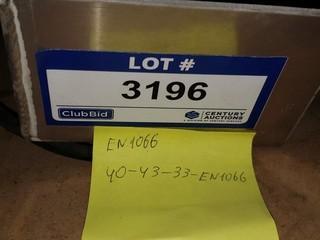 LOT #
3196
ClubBid
CENTURY AUCTIONS
EN1066
40-43-33-EN1066